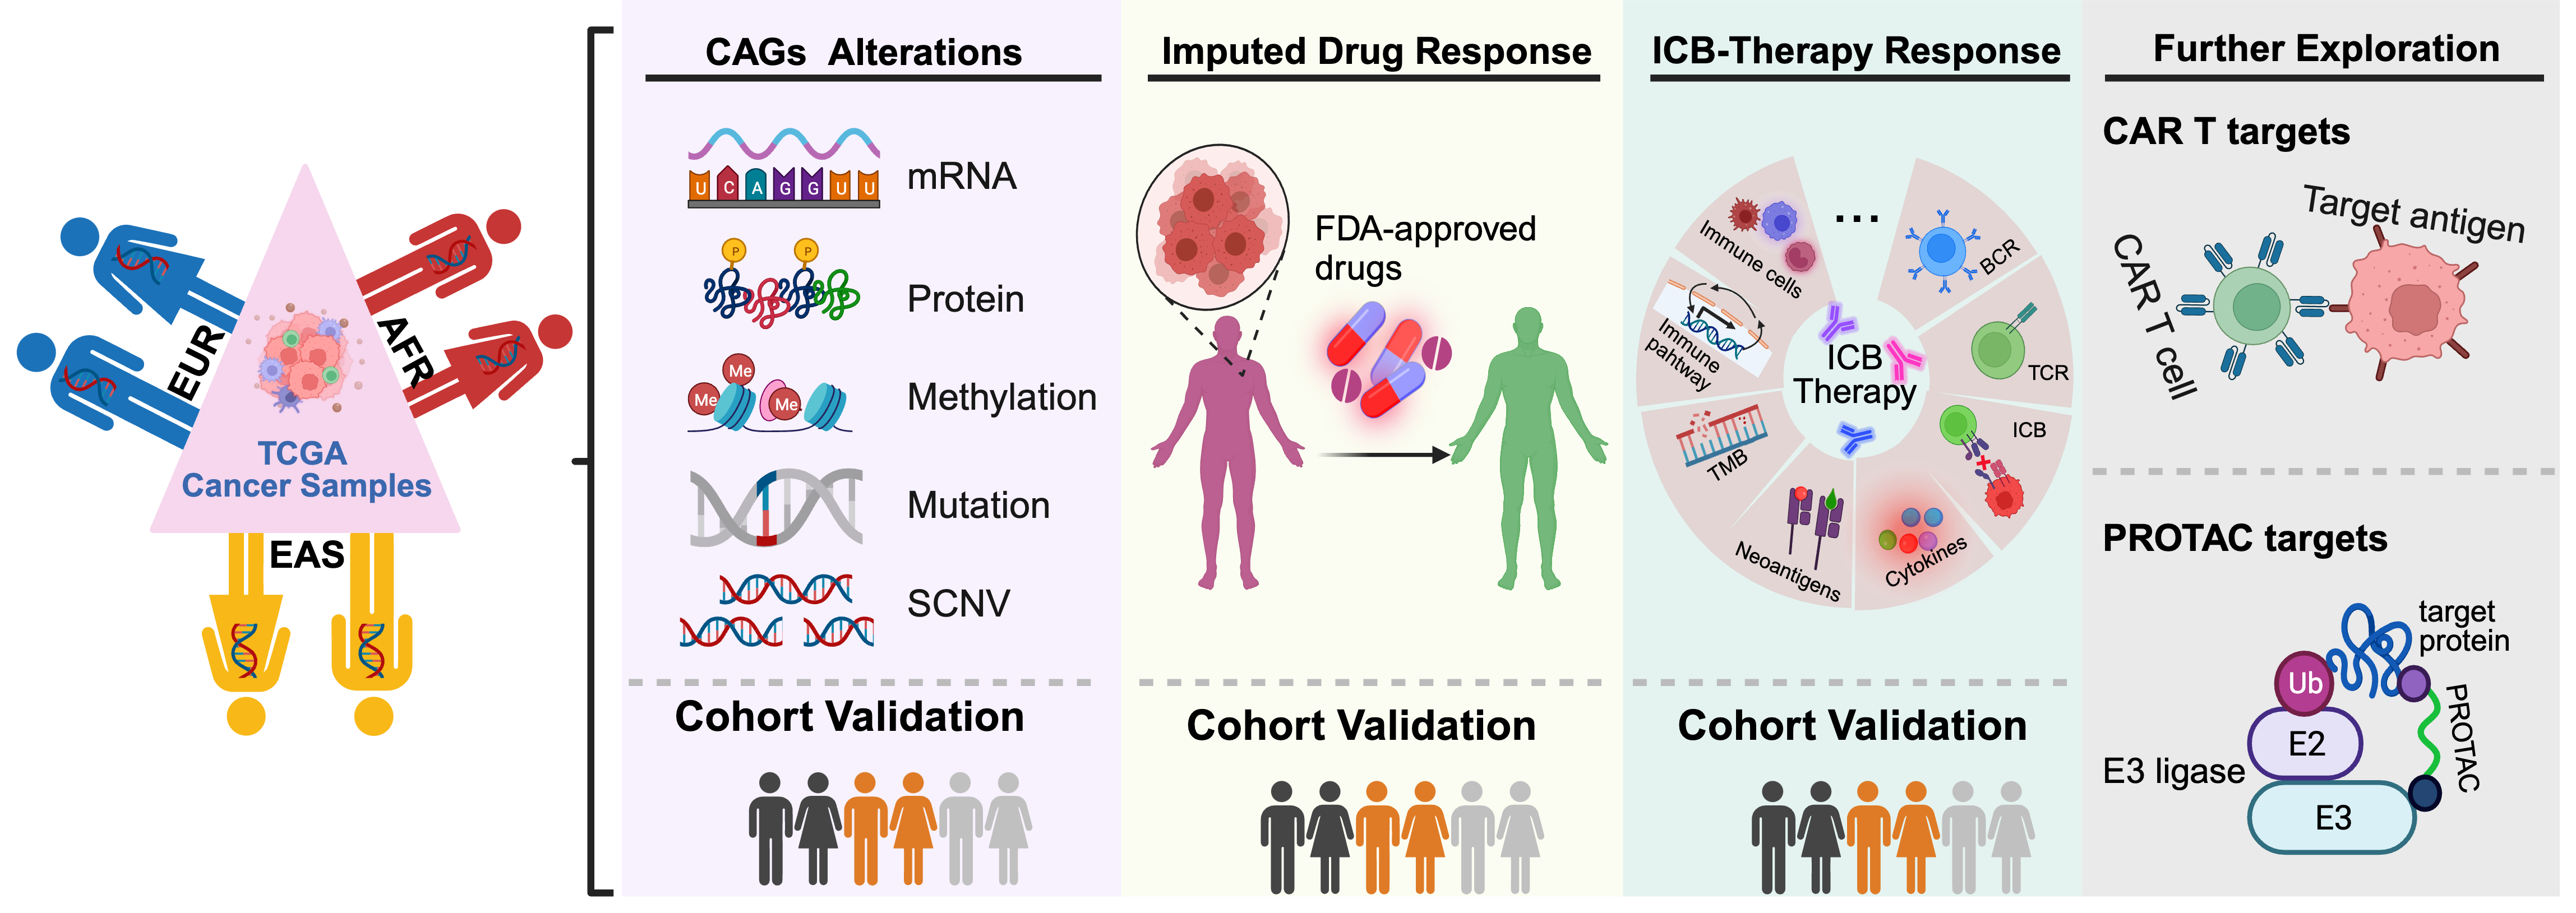 EUR
AFR
TCGA
Cancer Samples
EAS
CAGs Alterations
U C A G G U U
mRNA
P P
Protein
Me
Me
Me
Methylation
Mutation
SCNV
Cohort Validation
Imputed Drug Response
FDA-approved
drugs
Cohort Validation
ICB-Therapy Response
...
Immune cells
BCR
Immune
pahtway
TCR
ICB
Therapy
TMB
ICB
Neoantigens
Cytokines
Cohort Validation
Further Exploration
CAR T targets
Target antigen
CAR T cell
PROTAC targets
target
protein
Ub
PROTAC
E2
E3 ligase
E3